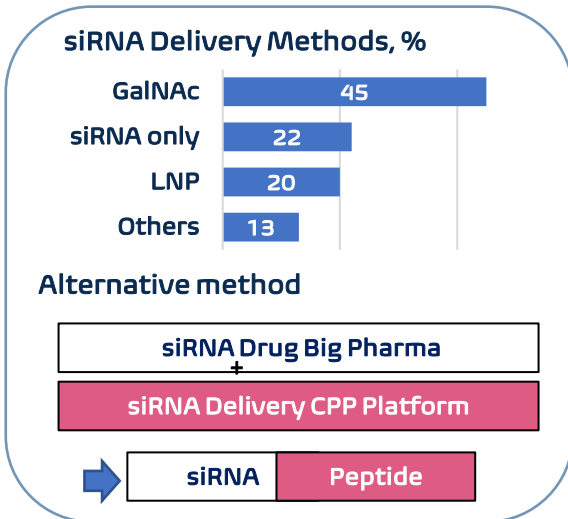 siRNA Delivery Methods, %
GalNAc 45
siRNA only 22
LNP 20
Others 13
Alternative method
siRNA Drug Big Pharma
+
siRNA Delivery CPP Platform
siRNA Peptide